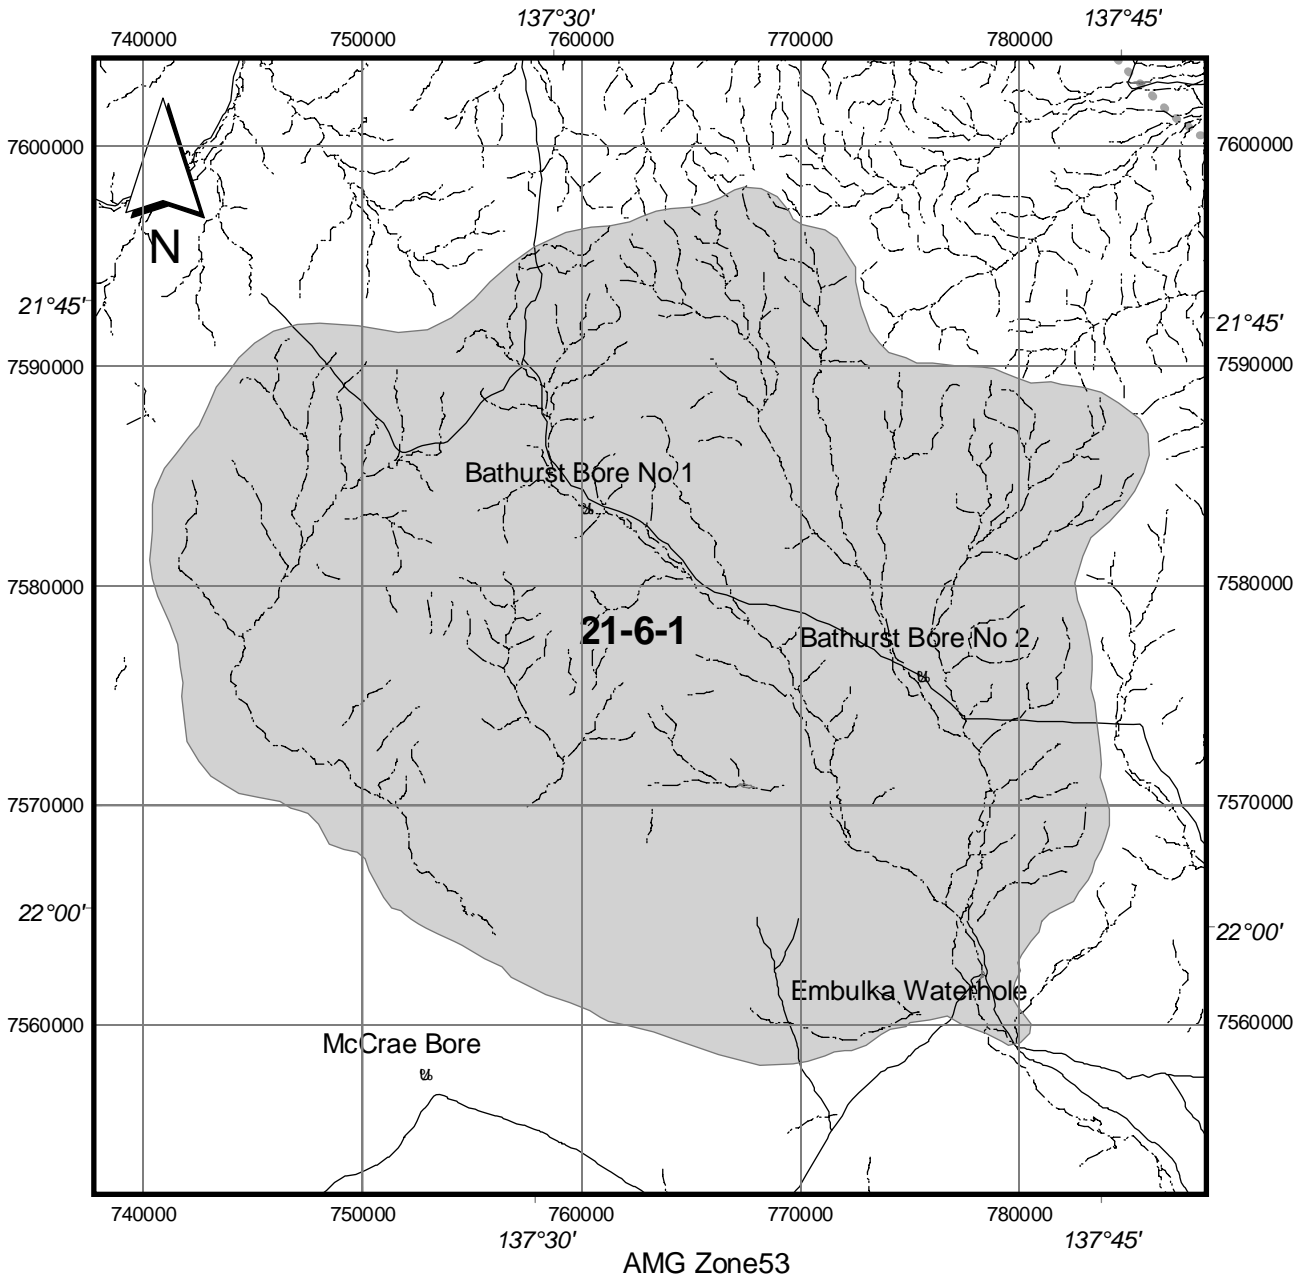 137°30' 137°45'
740000 750000 760000 770000 780000
7600000 7600000
N
21°45' 21°45'
7590000 7590000
Bathurst Bore No 1
7580000 7580000
21-6-1
Bathurst Bore No 2
7570000 7570000
22°00' 22°00'
Embulka Waterhole
7560000 7560000
McCrae Bore
740000 750000 760000 770000 780000
137°30' 137°45'
AMG Zone53